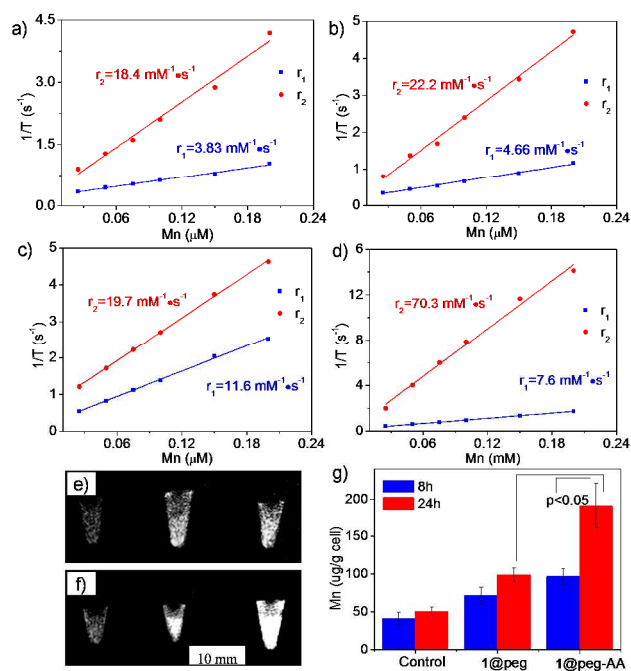 a)
4.5
3.0
1.5
0.0
1/T (s⁻¹)
r₂=18.4 mM⁻¹•s⁻¹
r₁=3.83 mM⁻¹•s⁻¹
r₁
r₂
0.06 0.12 0.18 0.24
Mn (μM)
b)
5
4
3
2
1
0
1/T (s⁻¹)
r₂=22.2 mM⁻¹•s⁻¹
r₁=4.66 mM⁻¹•s⁻¹
r₁
r₂
0.06 0.12 0.18 0.24
Mn (μM)
c)
5
4
3
2
1
0
1/T (s⁻¹)
r₂=19.7 mM⁻¹•s⁻¹
r₁=11.6 mM⁻¹•s⁻¹
r₁
r₂
0.06 0.12 0.18 0.24
Mn (μM)
d)
16
12
8
4
0
1/T (s⁻¹)
r₂=70.3 mM⁻¹•s⁻¹
r₁=7.6 mM⁻¹•s⁻¹
r₁
r₂
0.06 0.12 0.18 0.24
Mn (mM)
e)
f)
10 mm
g)
8h
24h
p<0.05
200
150
100
50
0
Mn (ug/g cell)
Control 1@peg 1@peg-AA